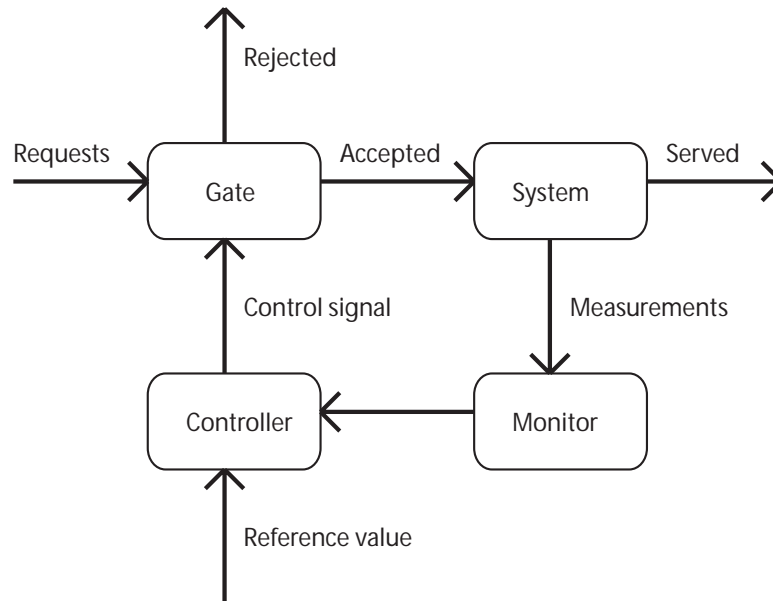 Rejected
Requests
Accepted
Served
Gate
System
Control signal
Measurements
Controller
Monitor
Reference value